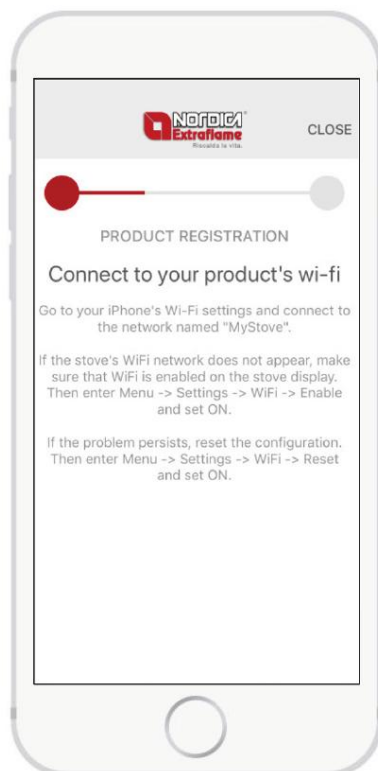 NORDICA
Extraflame
Riscalda la vita.
CLOSE
PRODUCT REGISTRATION
Connect to your product's wi-fi
Go to your iPhone's Wi-Fi settings and connect to
the network named "MyStove".
If the stove's WiFi network does not appear, make
sure that WiFi is enabled on the stove display.
Then enter Menu -> Settings -> WiFi -> Enable
and set ON.
If the problem persists, reset the configuration.
Then enter Menu -> Settings -> WiFi -> Reset
and set ON.